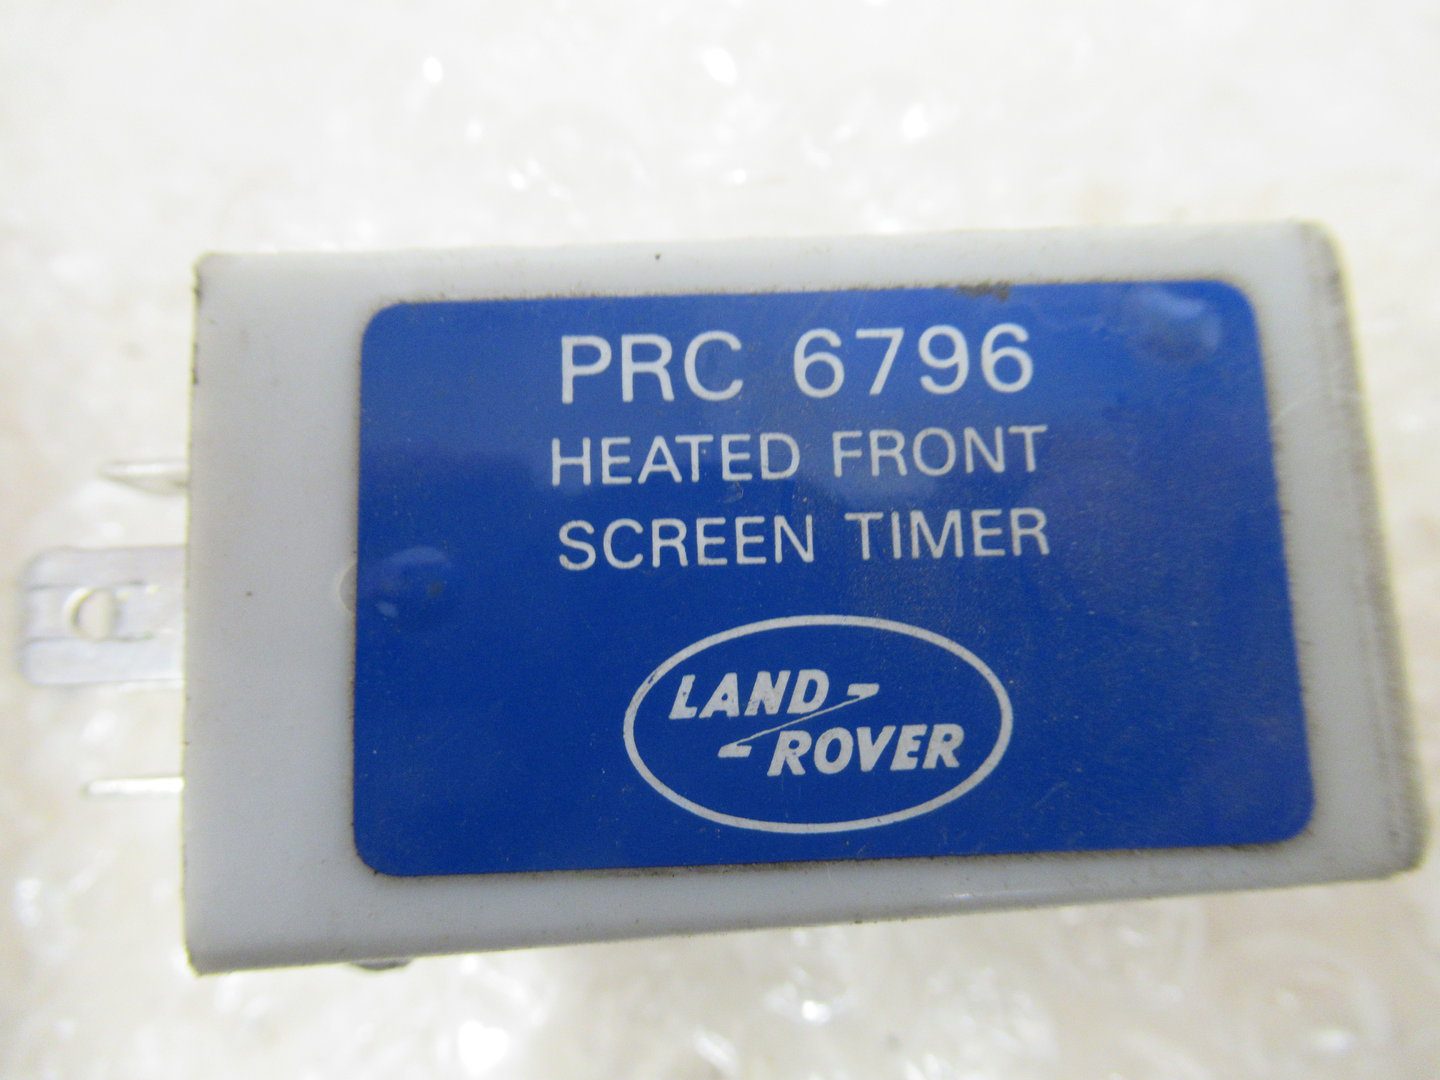 PRC 6796
HEATED FRONT
SCREEN TIMER
LAND
ROVER